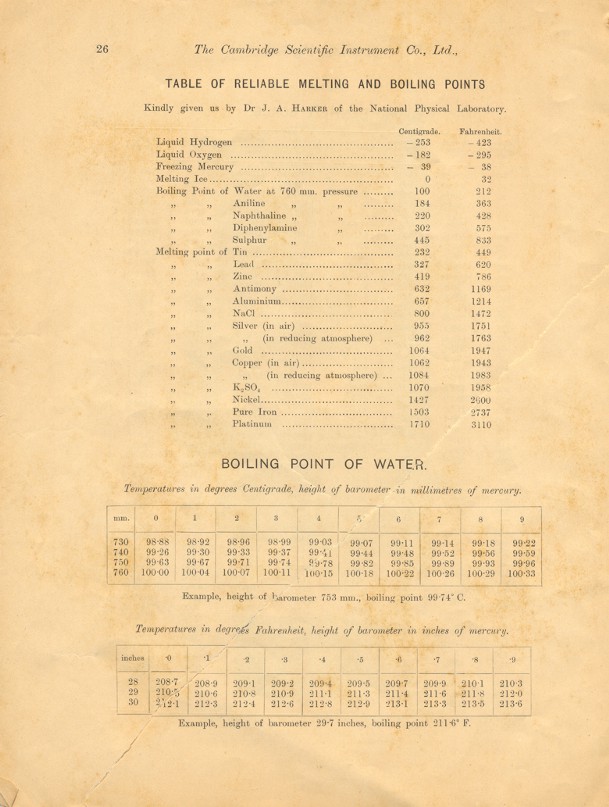 26 The Cambridge Scientific Instrument Co., Ltd.,
TABLE OF RELIABLE MELTING AND BOILING POINTS
Kindly given us by Dr J. A. Harker of the National Physical Laboratory.
Centigrade. Fahrenheit.
Liquid Hydrogen ........ – 253 – 423
Liquid Oxygen ........ – 182 – 295
Freezing Mercury ........ – 39 – 38
Melting Ice ........ 0 32
Boiling Point of Water at 760 mm. pressure ......... 100 212
„ „ Aniline „ „ ......... 184 363
„ „ Naphthaline „ „ ......... 220 428
„ „ Diphenylamine „ ......... 302 575
„ „ Sulphur „ „ ......... 445 833
Melting point of Tin ........ 232 449
„ „ Lead ........ 327 620
„ „ Zinc ........ 419 786
„ „ Antimony ........ 632 1169
„ „ Aluminium ........ 657 1214
„ „ NaCl ........ 800 1472
„ „ Silver (in air) ........ 955 1751
„ „ „ (in reducing atmosphere) ... 962 1763
„ „ Gold ........ 1064 1947
„ „ Copper (in air) ........ 1062 1943
„ „ „ (in reducing atmosphere) ... 1084 1983
„ „ K₂SO₄ ........ 1070 1958
„ „ Nickel ........ 1427 2600
„ „ Pure Iron ........ 1503 2737
„ „ Platinum ........ 1710 3110
BOILING POINT OF WATER.
Temperatures in degrees Centigrade, height of barometer in millimetres of mercury.
mm. 0 1 2 3 4 5 6 7 8 9
730 98·88 98·92 98·96 98·99 99·03 99·07 99·11 99·14 99·18 99·22
740 99·26 99·30 99·33 99·37 99·41 99·44 99·48 99·52 99·56 99·59
750 99·63 99·67 99·71 99·74 99·78 99·82 99·85 99·89 99·93 99·96
760 100·00 100·04 100·07 100·11 100·15 100·18 100·22 100·26 100·29 100·33
Example, height of barometer 753 mm., boiling point 99·74° C.
Temperatures in degrees Fahrenheit, height of barometer in inches of mercury.
inches ·0 ·1 ·2 ·3 ·4 ·5 ·6 ·7 ·8 ·9
28 208·7 208·9 209·1 209·2 209·4 209·5 209·7 209·9 210·1 210·3
29 210·5 210·6 210·8 210·9 211·1 211·3 211·4 211·6 211·8 212·0
30 212·1 212·3 212·4 212·6 212·8 212·9 213·1 213·3 213·5 213·6
Example, height of barometer 29·7 inches, boiling point 211·6° F.